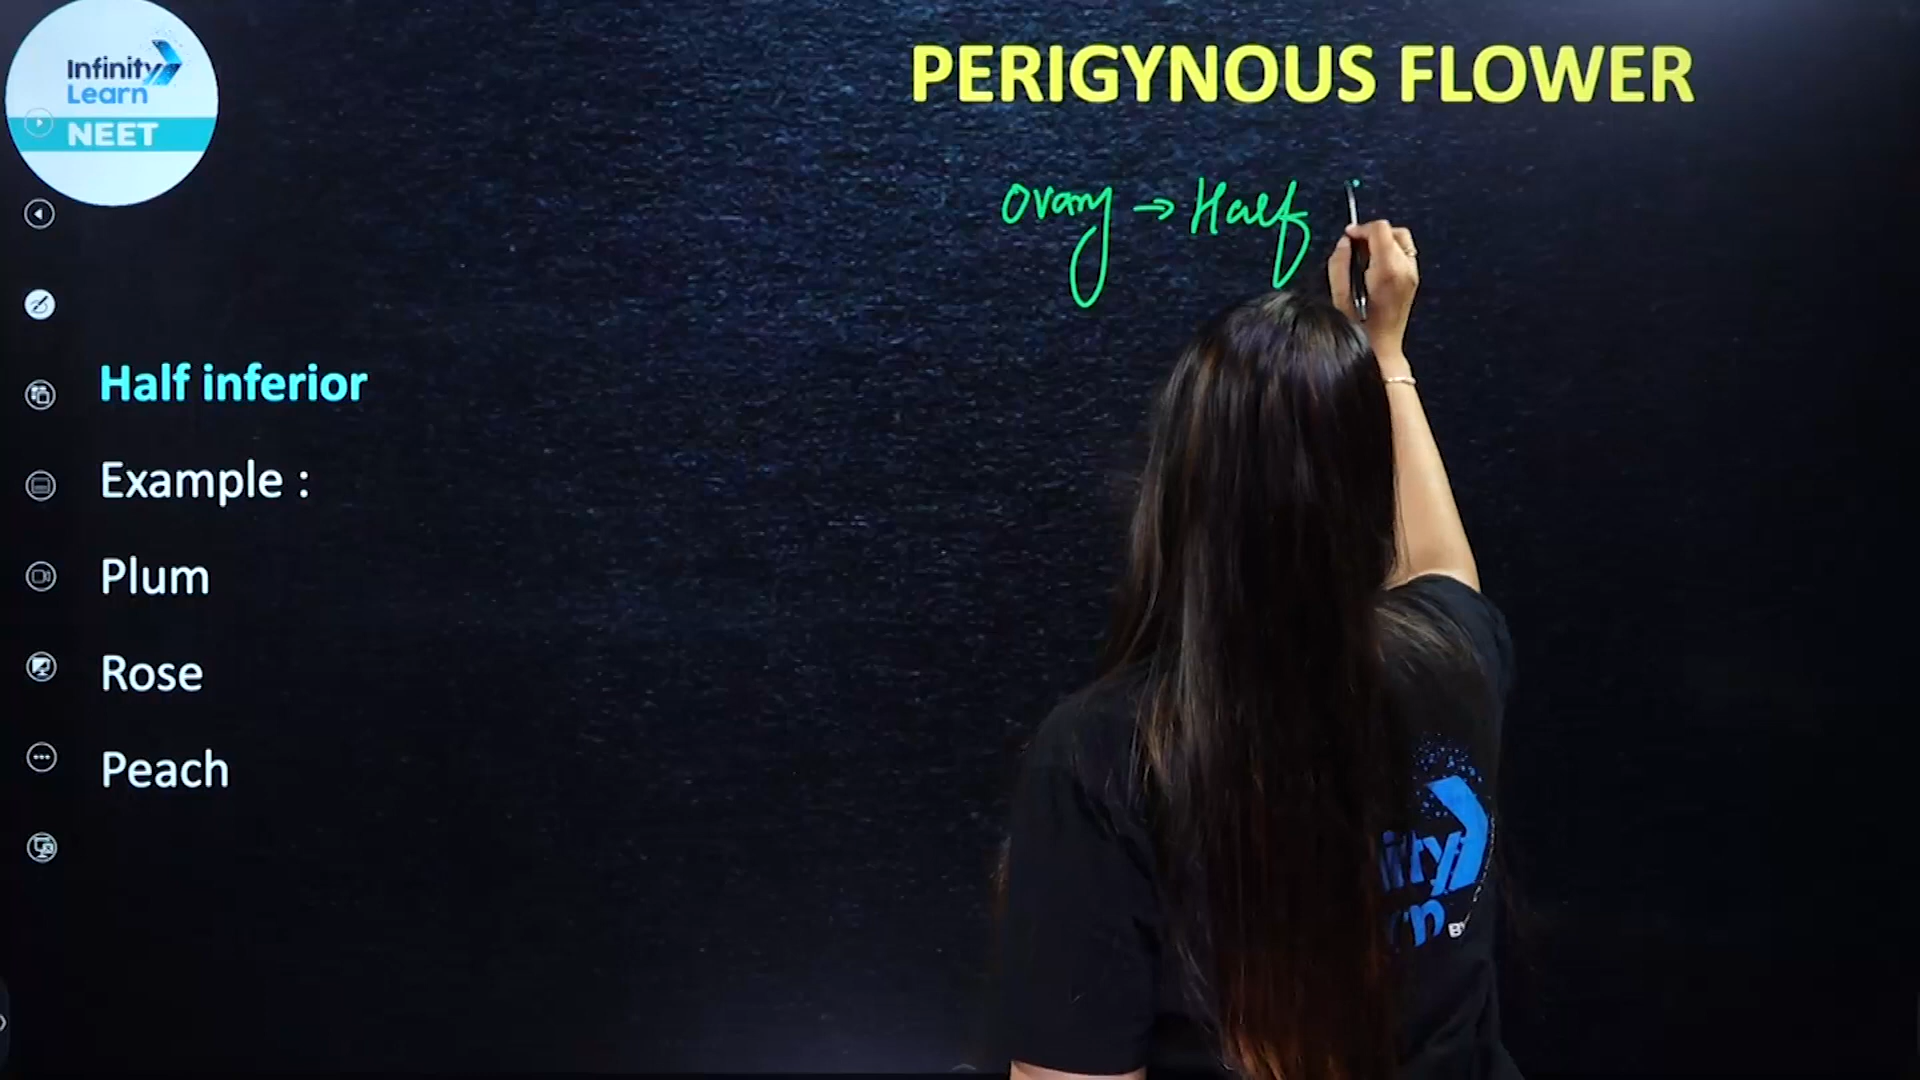 Infinity
Learn
NEET
PERIGYNOUS FLOWER
Ovary → Half
Half inferior
Example :
Plum
Rose
Peach